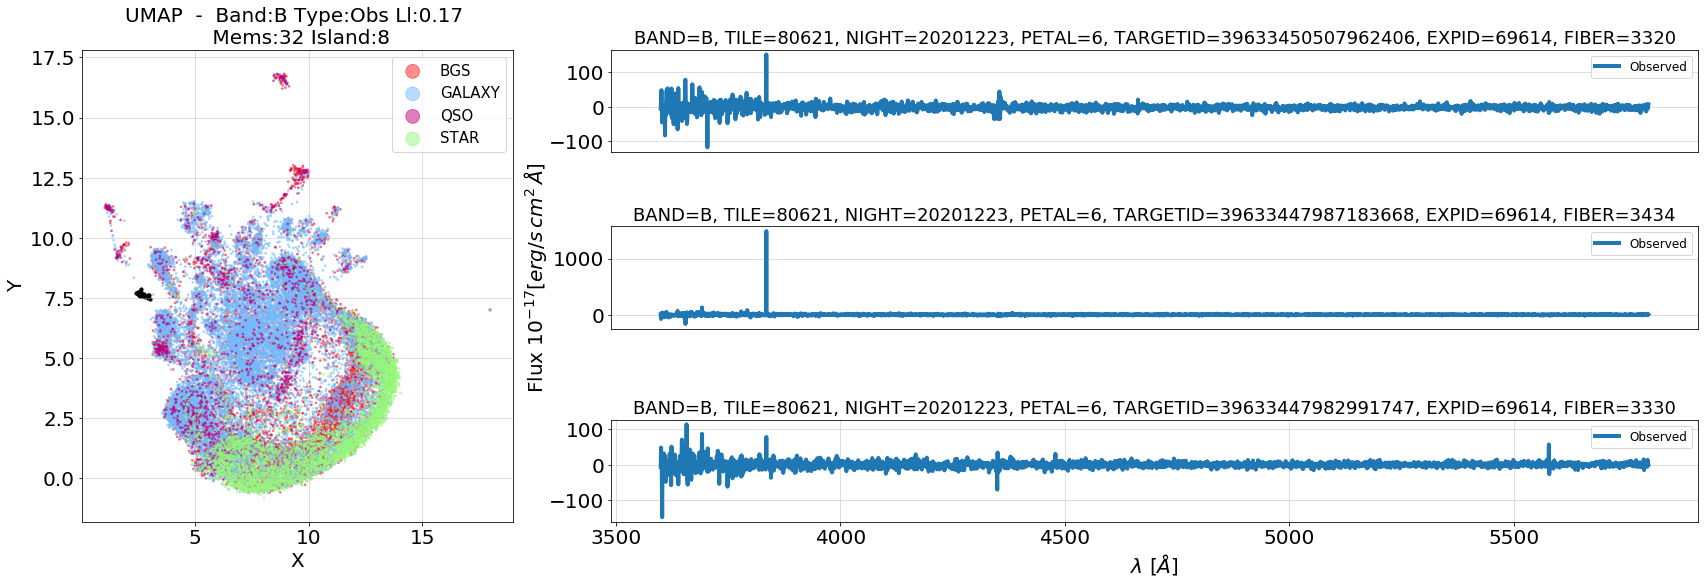 UMAP - Band:B Type:Obs Ll:0.17
Mems:32 Island:8
BGS
GALAXY
QSO
STAR
17.5
15.0
12.5
10.0
7.5
5.0
2.5
0.0
Y
5
10
15
X
BAND=B, TILE=80621, NIGHT=20201223, PETAL=6, TARGETID=39633450507962406, EXPID=69614, FIBER=3320
Observed
100
0
−100
BAND=B, TILE=80621, NIGHT=20201223, PETAL=6, TARGETID=39633447987183668, EXPID=69614, FIBER=3434
Observed
1000
0
Flux 10⁻¹⁷[erg/s cm² Å]
BAND=B, TILE=80621, NIGHT=20201223, PETAL=6, TARGETID=39633447982991747, EXPID=69614, FIBER=3330
Observed
100
0
−100
3500
4000
4500
5000
5500
λ [Å]